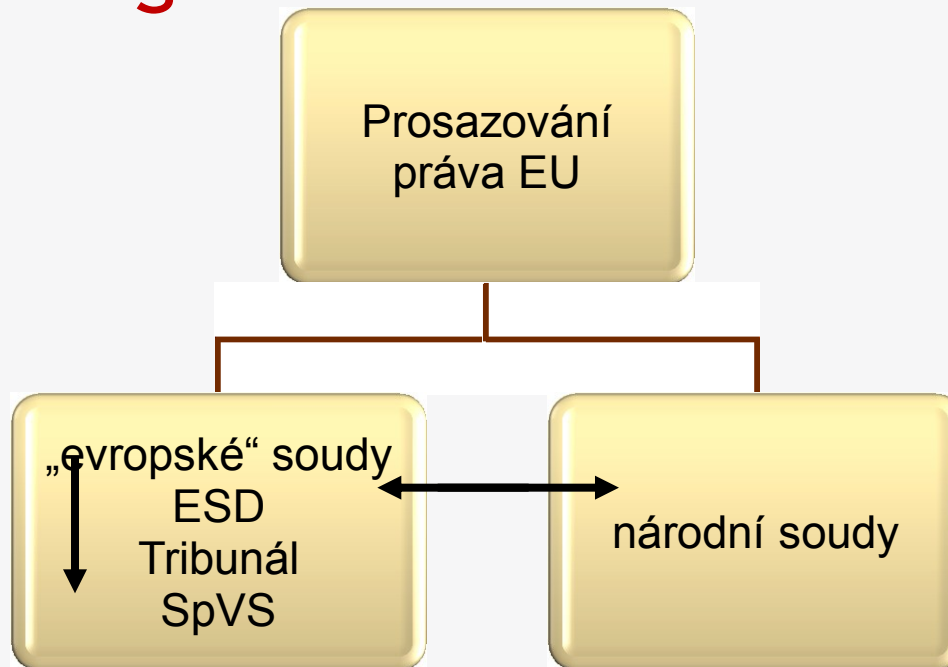 Prosazování
práva EU
„evropské“ soudy
ESD
Tribunál
SpVS
národní soudy